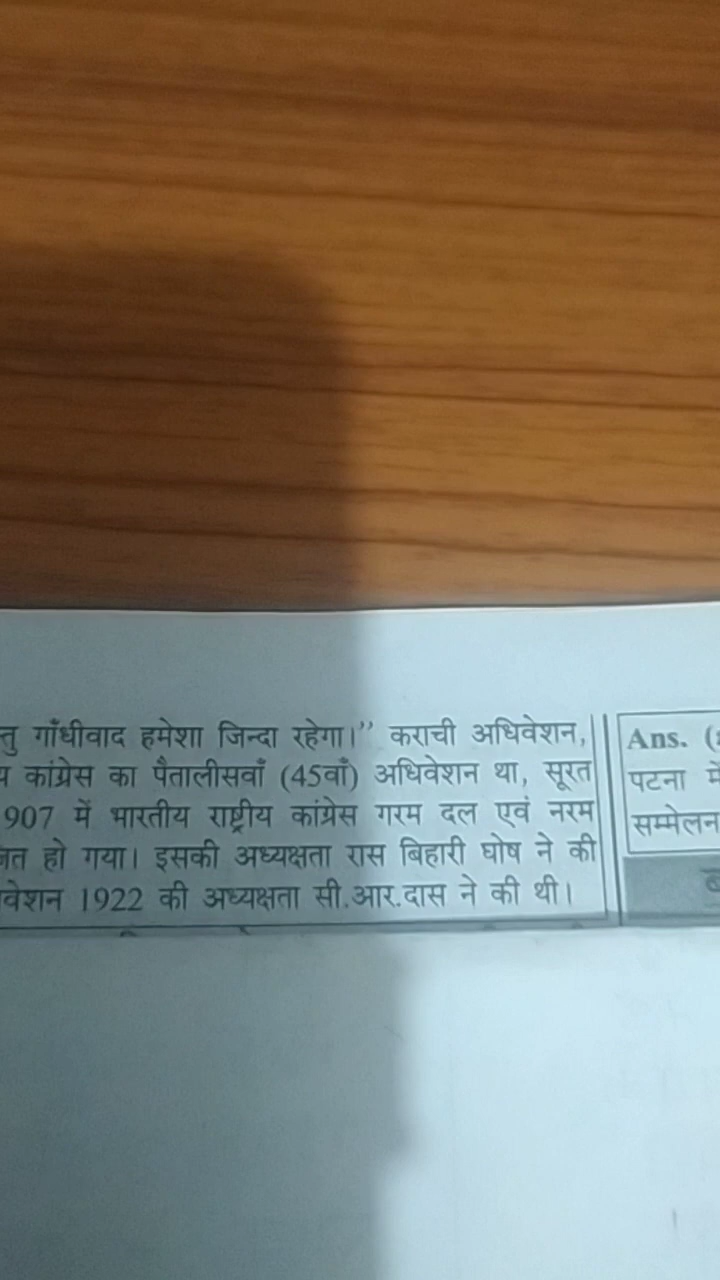 तु गाँधीवाद हमेशा जिन्दा रहेगा।” कराची अधिवेशन,
कांग्रेस का पैतालीसवाँ (45वाँ) अधिवेशन था, सूरत
907 में भारतीय राष्ट्रीय कांग्रेस गरम दल एवं नरम
हो गया। इसकी अध्यक्षता रास बिहारी घोष ने की
वेशन 1922 की अध्यक्षता सी.आर.दास ने की थी।
Ans. (
पटना में
सम्मेलन